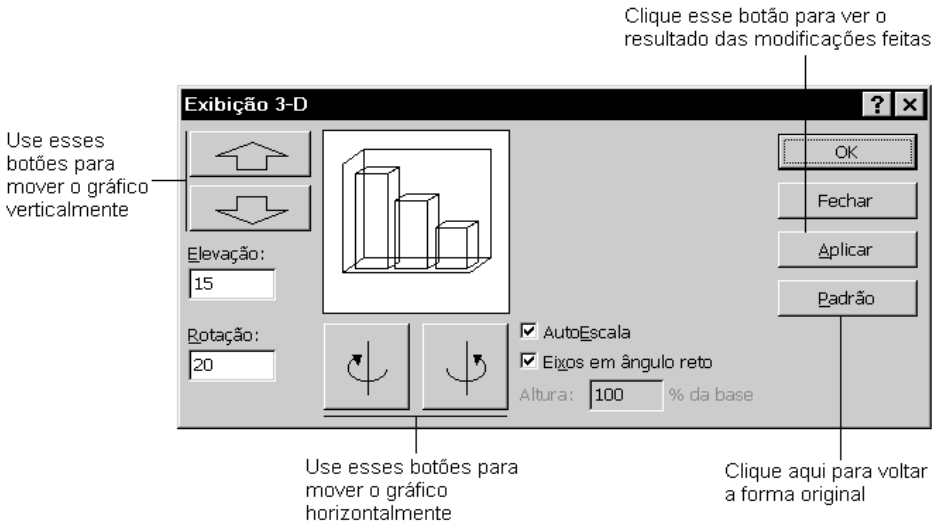 Clique esse botão para ver o
resultado das modificações feitas
Exibição 3-D
?
×
Use esses
botões para
mover o gráfico
verticalmente
OK
Fechar
Elevação:
Aplicar
15
Padrão
Rotação:
20
AutoEscala
Eixos em ângulo reto
Altura: 100 % da base
Use esses botões para
mover o gráfico
horizontalmente
Clique aqui para voltar
a forma original